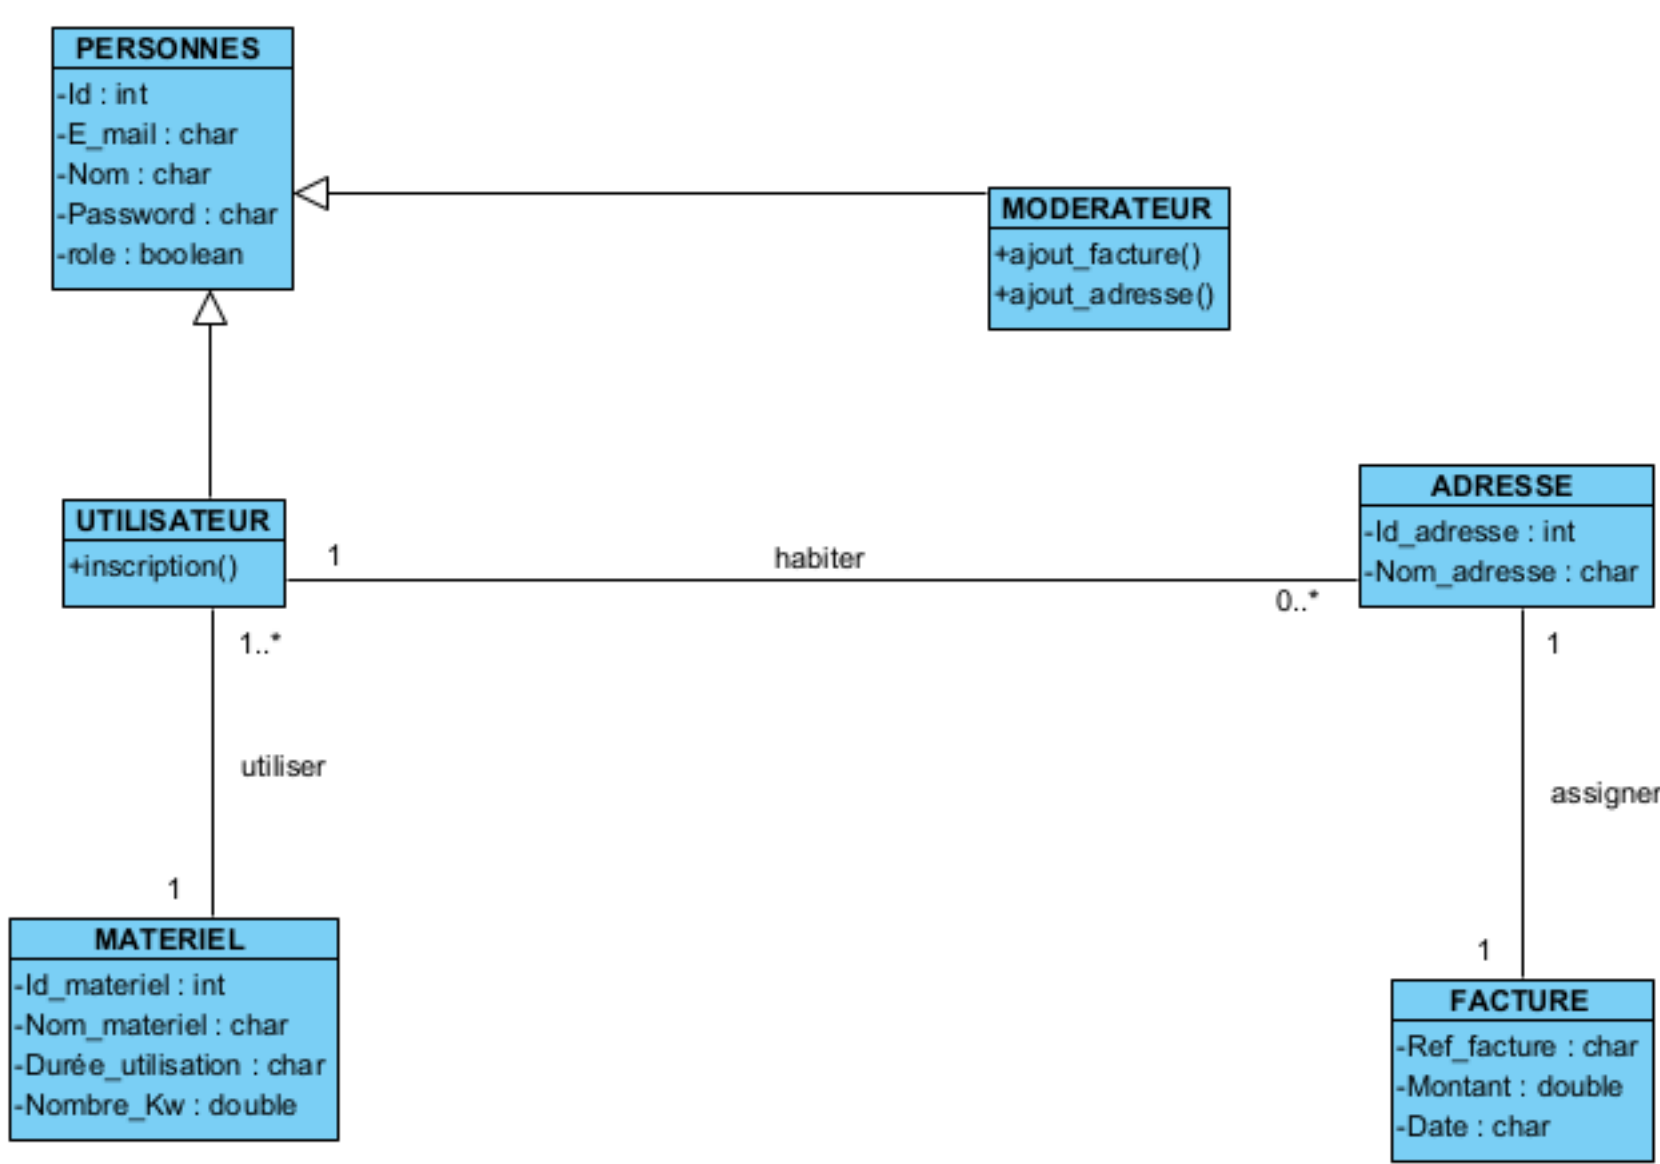 PERSONNES
-Id : int
-E_mail : char
-Nom : char
-Password : char
-role : boolean
MODERATEUR
+ajout_facture()
+ajout_adresse()
UTILISATEUR
+inscription()
1
habiter
0..*
ADRESSE
-Id_adresse : int
-Nom_adresse : char
1..*
utiliser
1
MATERIEL
-Id_materiel : int
-Nom_materiel : char
-Durée_utilisation : char
-Nombre_Kw : double
1
assigner
1
FACTURE
-Ref_facture : char
-Montant : double
-Date : char